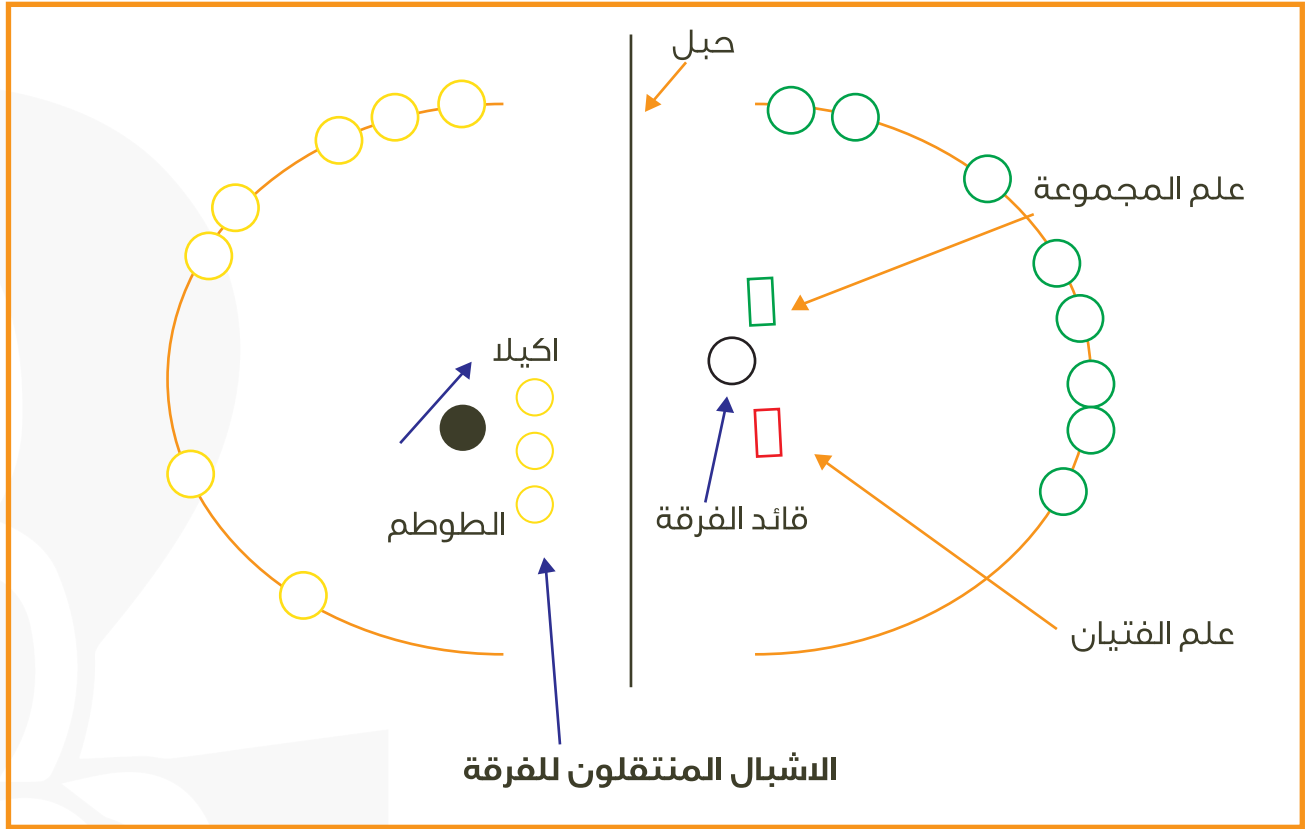 حبل
علم المجموعة
اكيلا
قائد الفرقة
الطوطم
علم الفتيان
الاشبال المنتقلون للفرقة